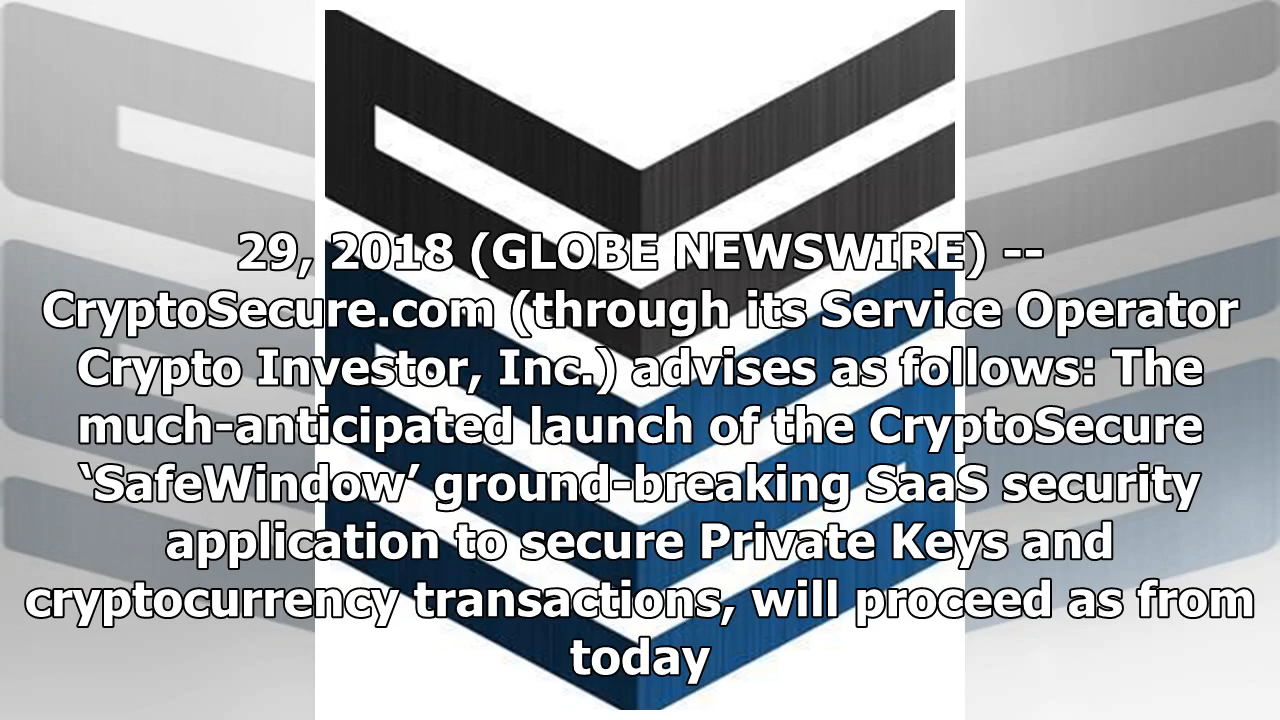 29, 2018 (GLOBE NEWSWIRE) --
CryptoSecure.com (through its Service Operator
Crypto Investor, Inc.) advises as follows: The
much-anticipated launch of the CryptoSecure
‘SafeWindow’ ground-breaking SaaS security
application to secure Private Keys and
cryptocurrency transactions, will proceed as from
today